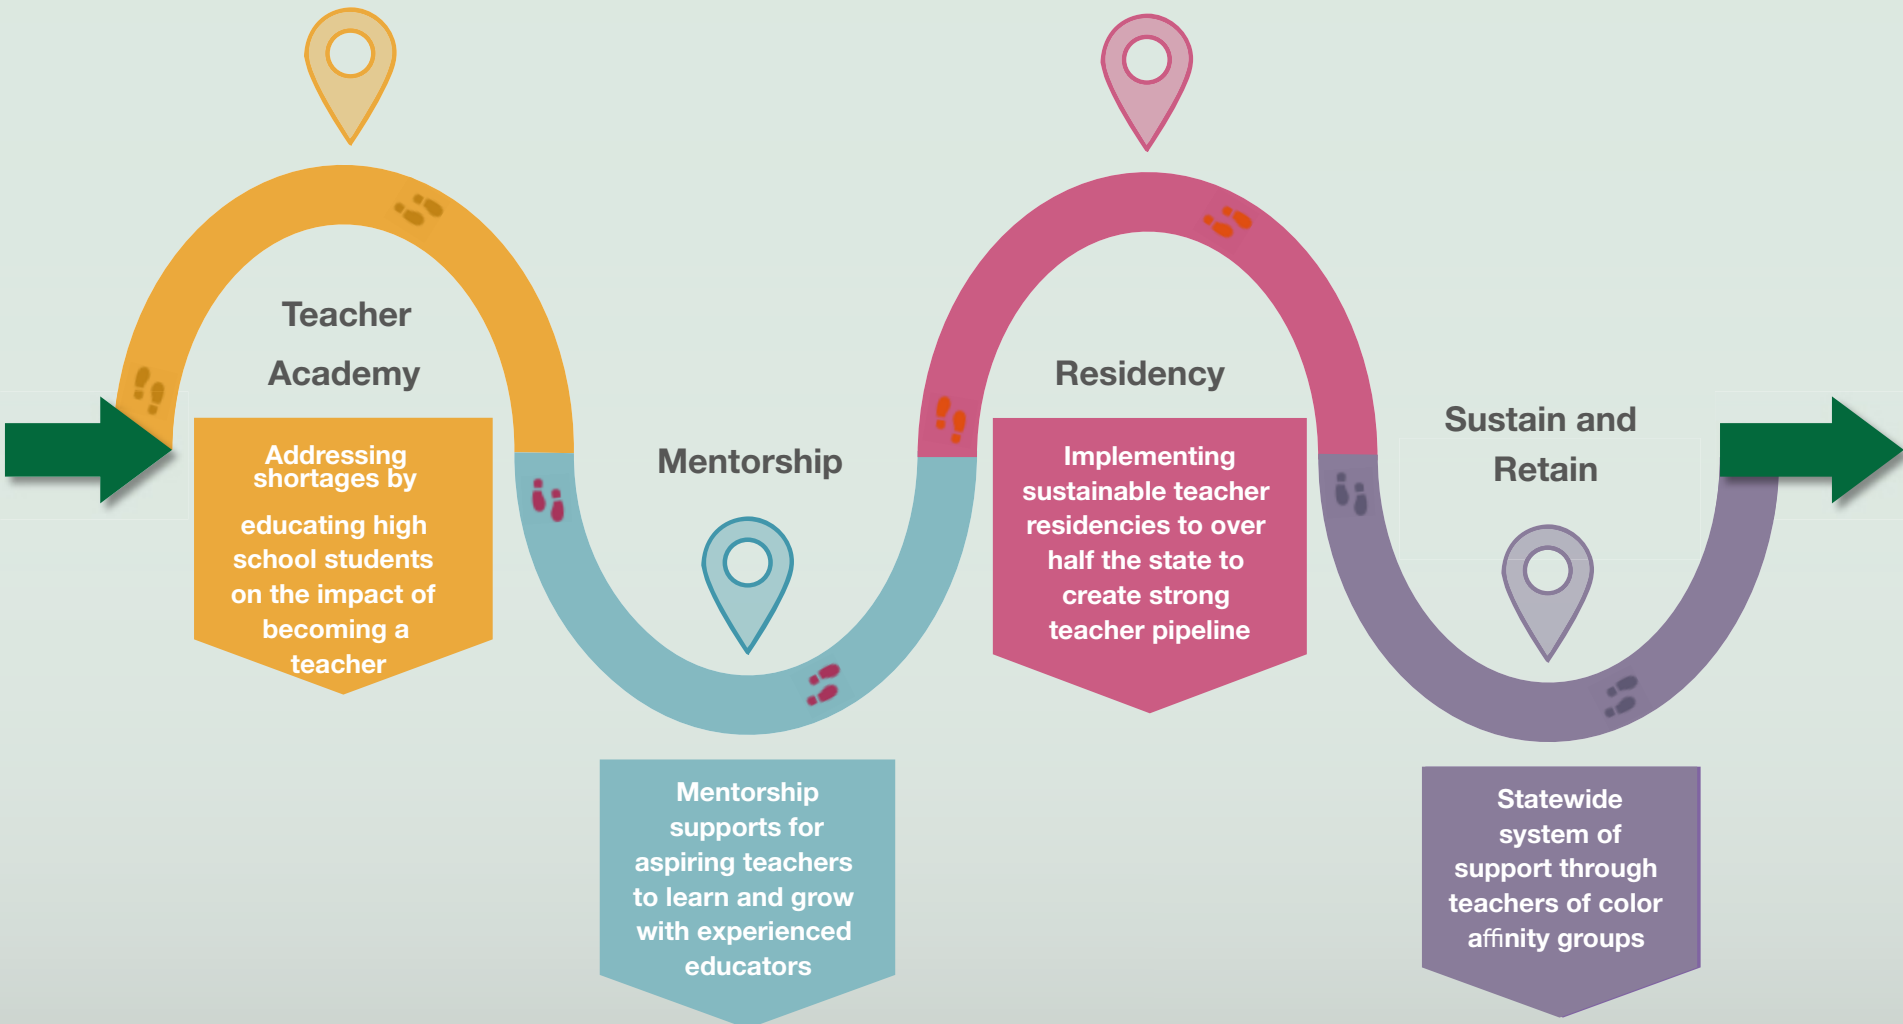 Teacher
Academy
Addressing
shortages by
educating high
school students
on the impact of
becoming a
teacher
Mentorship
Mentorship
supports for
aspiring teachers
to learn and grow
with experienced
educators
Residency
Implementing
sustainable teacher
residencies to over
half the state to
create strong
teacher pipeline
Sustain and
Retain
Statewide
system of
support through
teachers of color
affinity groups